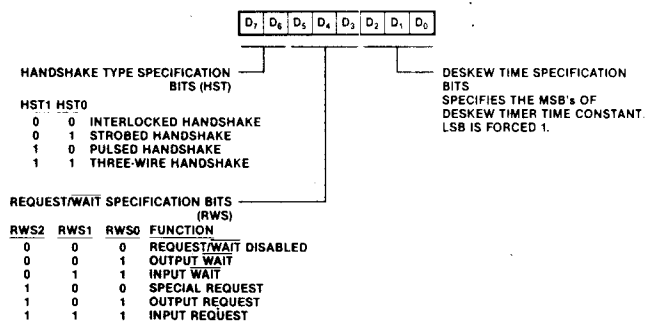 D7 D6 D5 D4 D3 D2 D1 D0
HANDSHAKE TYPE SPECIFICATION
BITS (HST)
HST1 HST0
0 0 INTERLOCKED HANDSHAKE
0 1 STROBED HANDSHAKE
1 0 PULSED HANDSHAKE
1 1 THREE-WIRE HANDSHAKE
DESKEW TIME SPECIFICATION
BITS
SPECIFIES THE MSB's OF
DESKEW TIMER TIME CONSTANT.
LSB IS FORCED 1.
REQUEST/WAIT SPECIFICATION BITS
(RWS)
RWS2 RWS1 RWS0 FUNCTION
0 0 0 REQUEST/WAIT DISABLED
0 0 1 OUTPUT WAIT
0 1 1 INPUT WAIT
1 0 0 SPECIAL REQUEST
1 0 1 OUTPUT REQUEST
1 1 1 INPUT REQUEST